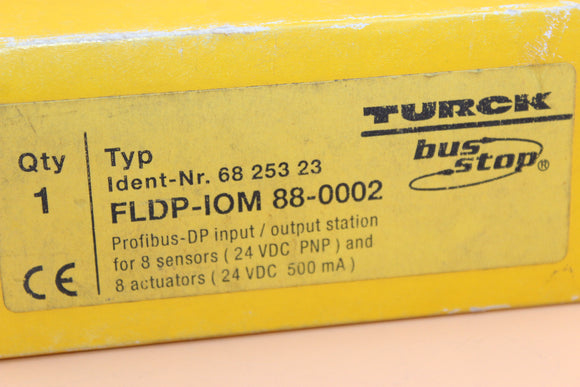 TURCK
bus stop®
Qty
1
Typ
Ident-Nr. 68 253 23
FLDP-IOM 88-0002
Profibus-DP input / output station
for 8 sensors ( 24 VDC PNP ) and
8 actuators ( 24 VDC 500 mA )
CE